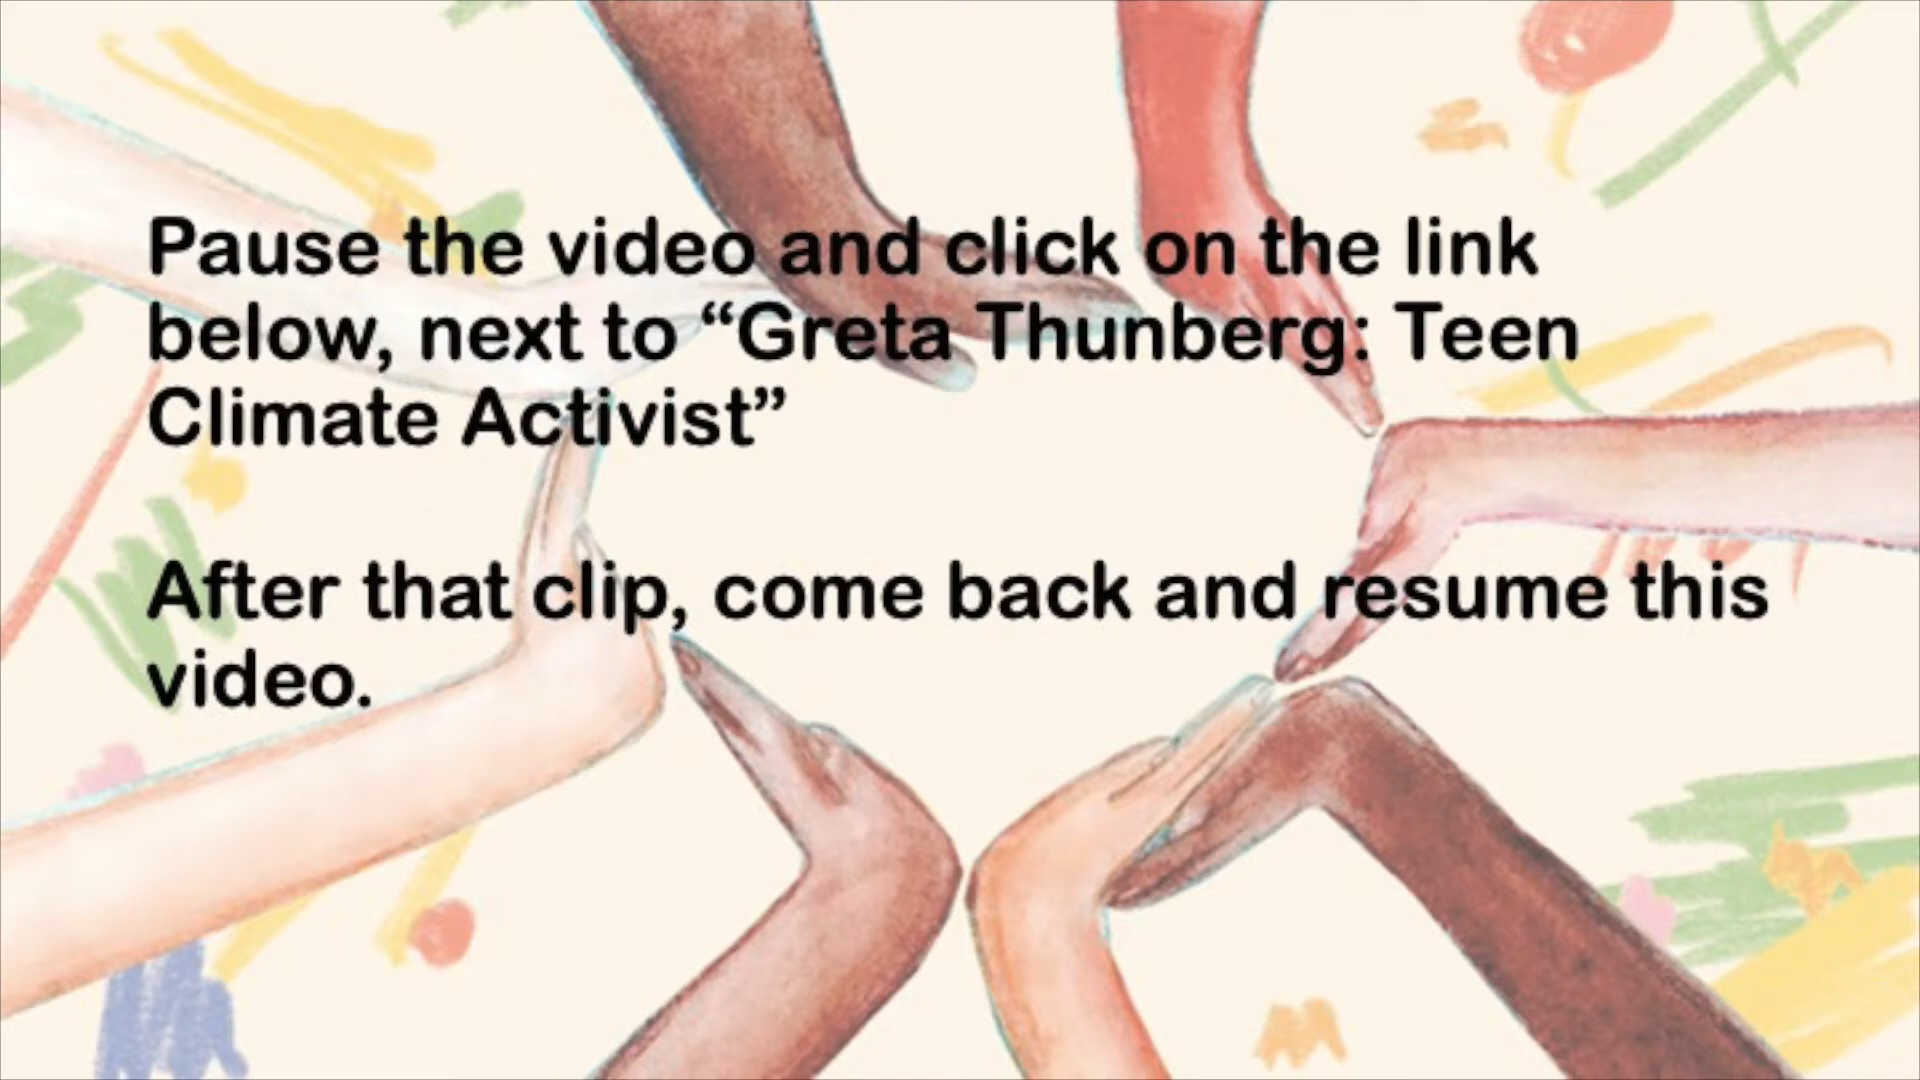 Pause the video and click on the link
below, next to “Greta Thunberg: Teen
Climate Activist”
After that clip, come back and resume this
video.